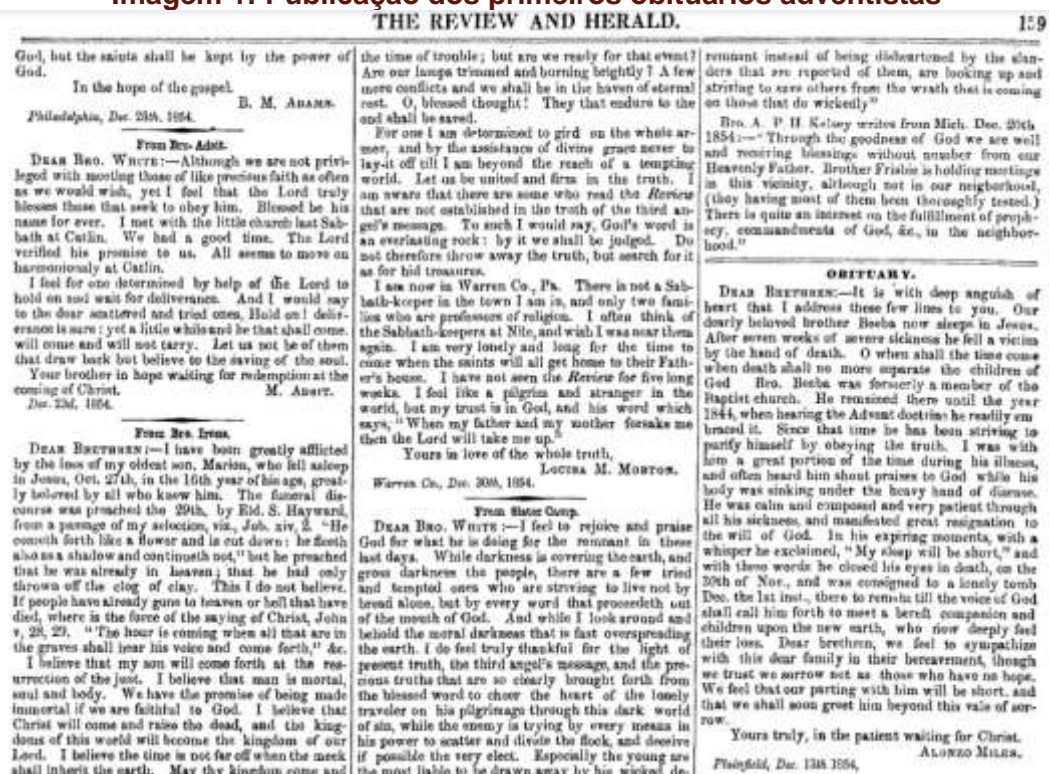 Imagem 1: Publicação dos primeiros obituários adventistas
THE REVIEW AND HERALD.
159
God, but the saints shall be kept by the power of
God.
In the hope of the gospel.
B. M. ADAMS.
Philadelphia, Dec. 25th, 1854.
From Bro. Adsit.
DEAR BRO. WHITE:—Although we are not privi-
leged with meeting those of like precious faith as often
as we would wish, yet I feel that the Lord truly
blesses those that seek to obey him. Blessed be his
name for ever. I met with the little church last Sab-
bath at Catlin. We had a good time. The Lord
verified his promise to us. All seems to move on
harmoniously at Catlin.
I feel for one determined by help of the Lord to
hold on and wait for deliverance. And I would say
to the dear scattered and tried ones, Hold on! deliv-
erance is sure: yet a little while and he that shall come
will come and will not tarry. Let us not be of them
that draw back but believe to the saving of the soul.
Your brother in hope waiting for redemption at the
coming of Christ. M. ADSIT.
Dec. 23d, 1854.
From Bro. Irons.
DEAR BRETHREN:—I have been greatly afflicted
by the loss of my oldest son, Marion, who fell asleep
in Jesus, Oct. 27th, in the 16th year of his age, great-
ly beloved by all who knew him. The funeral dis-
course was preached the 29th, by Eld. S. Hayward,
from a passage of my selection, viz., Job. xiv, 2. "He
cometh forth like a flower and is cut down: he fleeth
also as a shadow and continueth not," but he preached
that he was already in heaven; that he had only
thrown off the clog of clay. This I do not believe.
If people have already gone to heaven or hell that have
died, where is the force of the saying of Christ, John
v, 28, 29. "The hour is coming when all that are in
the graves shall hear his voice and come forth," &c.
I believe that my son will come forth at the res-
urrection of the just. I believe that man is mortal,
soul and body. We have the promise of being made
immortal if we are faithful to God. I believe that
Christ will come and raise the dead, and the king-
doms of this world will become the kingdom of our
Lord. I believe the time is not far off when the meek
shall inherit the earth. May thy kingdom come and
the time of trouble; but are we ready for that event?
Are our lamps trimmed and burning brightly? A few
more conflicts and we shall be in the haven of eternal
rest. O, blessed thought! They that endure to the
end shall be saved.
For one I am determined to gird on the whole ar-
mor, and by the assistance of divine grace never to
lay-it off till I am beyond the reach of a tempting
world. Let us be united and firm in the truth. I
am aware that there are some who read the Review
that are not established in the truth of the third an-
gel's message. To such I would say, God's word is
an everlasting rock: by it we shall be judged. Do
not therefore throw away the truth, but search for it
as for hid treasures.
I am now in Warren Co., Pa. There is not a Sab-
bath-keeper in the town I am in, and only two fami-
lies who are professors of religion. I often think of
the Sabbath-keepers at Nile, and wish I was near them
again. I am very lonely and long for the time to
come when the saints will all get home to their Fath-
er's house. I have not seen the Review for five long
weeks. I feel like a pilgrim and stranger in the
world, but my trust is in God, and his word which
says, "When my father and my mother forsake me
then the Lord will take me up."
Yours in love of the whole truth,
LOCINA M. MORTON.
Warren Co., Dec. 30th, 1854.
From Sister Camp.
DEAR BRO. WHITE:—I feel to rejoice and praise
God for what he is doing for the remnant in these
last days. While darkness is covering the earth, and
gross darkness the people, there are a few tried
and tempted ones who are striving to live not by
bread alone, but by every word that proceedeth out
of the mouth of God. And while I look around and
behold the moral darkness that is fast overspreading
the earth, I do feel truly thankful for the light of
present truth, the third angel's message, and the pre-
cious truths that are so clearly brought forth from
the blessed word to cheer the heart of the lonely
traveler on his pilgrimage through this dark world
of sin, while the enemy is trying by every means in
his power to scatter and divide the flock, and deceive
if possible the very elect. Especially the young are
the most liable to be drawn away by his wicked de-
remnant instead of being disheartened by the slan-
ders that are reported of them, are looking up and
striving to save others from the wrath that is coming
on those that do wickedly"
Bro. A. P. H. Kelsey writes from Mich. Dec. 20th
1854:—"Through the goodness of God we are well
and receiving blessings without number from our
Heavenly Father. Brother Frisbie is holding meetings
in this vicinity, although not in our neigborhood,
(they having most of them been thoroughly tested.)
There is quite an interest on the fulfillment of proph-
ecy, commandments of God, &c., in the neighbor-
hood."
OBITUARY.
DEAR BRETHREN:—It is with deep anguish of
heart that I address these few lines to you. Our
dearly beloved brother Beeba now sleeps in Jesus.
After seven weeks of severe sickness he fell a victim
by the hand of death. O when shall the time come
when death shall no more separate the children of
God Bro. Beeba was formerly a member of the
Baptist church. He remained there until the year
1844, when hearing the Advent doctrine he readily em
braced it. Since that time he has been striving to
purify himself by obeying the truth. I was with
him a great portion of the time during his illness,
and often heard him shout praises to God while his
body was sinking under the heavy hand of disease.
He was calm and composed and very patient through
all his sickness, and manifested great resignation to
the will of God. In his expiring moments, with a
whisper he exclaimed, "My sleep will be short," and
with these words he closed his eyes in death, on the
30th of Nov., and was consigned to a lonely tomb
Dec. the 1st inst., there to remain till the voice of God
shall call him forth to meet a bereft companion and
children upon the new earth, who now deeply feel
their loss. Dear brethren, we feel to sympathize
with this dear family in their bereavement, though
we trust we sorrow not as those who have no hope.
We feel that our parting with him will be short, and
that we shall soon greet him beyond this vale of sor-
row.
Yours truly, in the patient waiting for Christ.
ALONZO MILES.
Plainfield, Dec. 13th 1854,